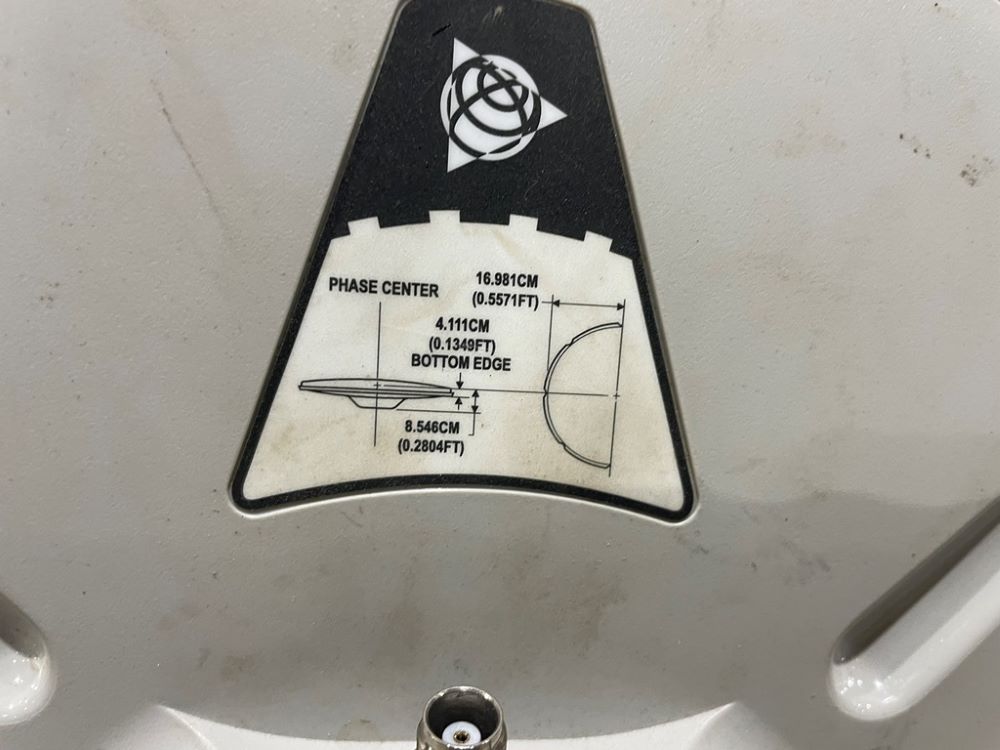 PHASE CENTER
16.981CM
(0.5571FT)
4.111CM
(0.1349FT)
BOTTOM EDGE
8.546CM
(0.2804FT)